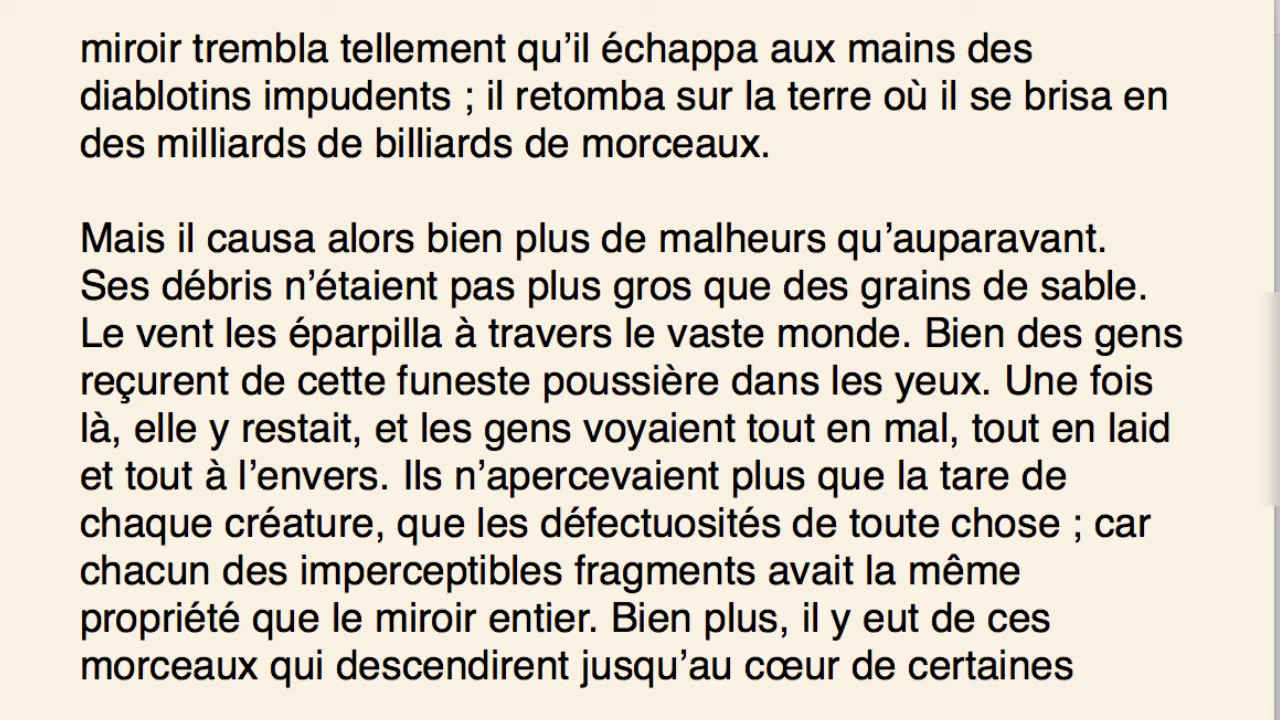 miroir trembla tellement qu’il échappa aux mains des
diablotins impudents ; il retomba sur la terre où il se brisa en
des milliards de billiards de morceaux.
Mais il causa alors bien plus de malheurs qu’auparavant.
Ses débris n’étaient pas plus gros que des grains de sable.
Le vent les éparpilla à travers le vaste monde. Bien des gens
reçurent de cette funeste poussière dans les yeux. Une fois
là, elle y restait, et les gens voyaient tout en mal, tout en laid
et tout à l’envers. Ils n’apercevaient plus que la tare de
chaque créature, que les défectuosités de toute chose ; car
chacun des imperceptibles fragments avait la même
propriété que le miroir entier. Bien plus, il y eut de ces
morceaux qui descendirent jusqu’au cœur de certaines